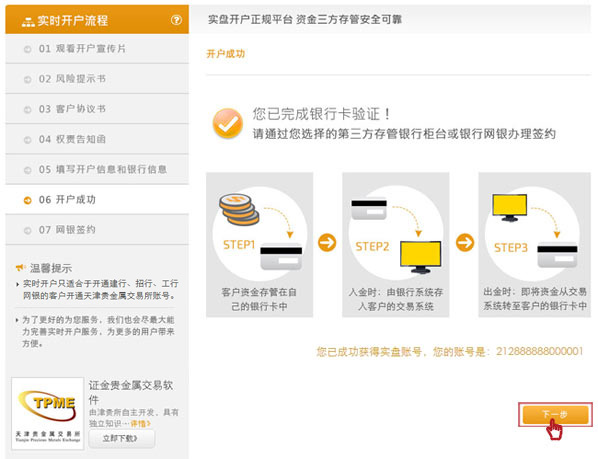 实时开户流程
?
01 观看开户宣传片
02 风险提示书
03 客户协议书
04 权责告知函
05 填写开户信息和银行信息
06 开户成功
07 网银签约
温馨提示
实时开户只适合于开通建行、招行、工行
网银的客户开通天津贵金属交易所账号。
为了更好的为您服务，我们也会尽最大能
力完善实时开户服务，为更多的用户带来
方便。
TPME
天津贵金属交易所
Tianjin Precious Metals Exchange
证金贵金属交易软
件
由津贵所自主开发，具有
独立知识…详情》
立即下载》
实盘开户正规平台 资金三方存管安全可靠
开户成功
您已完成银行卡验证！
请通过您选择的第三方存管银行柜台或银行网银办理签约
STEP1
客户资金存管在自
己的银行卡中
STEP2
入金时：由银行系统存
入客户的交易系统
STEP3
出金时：即将资金从交易
系统转至客户的银行卡中
您已成功获得实盘账号，您的账号是：212888888000001
下一步